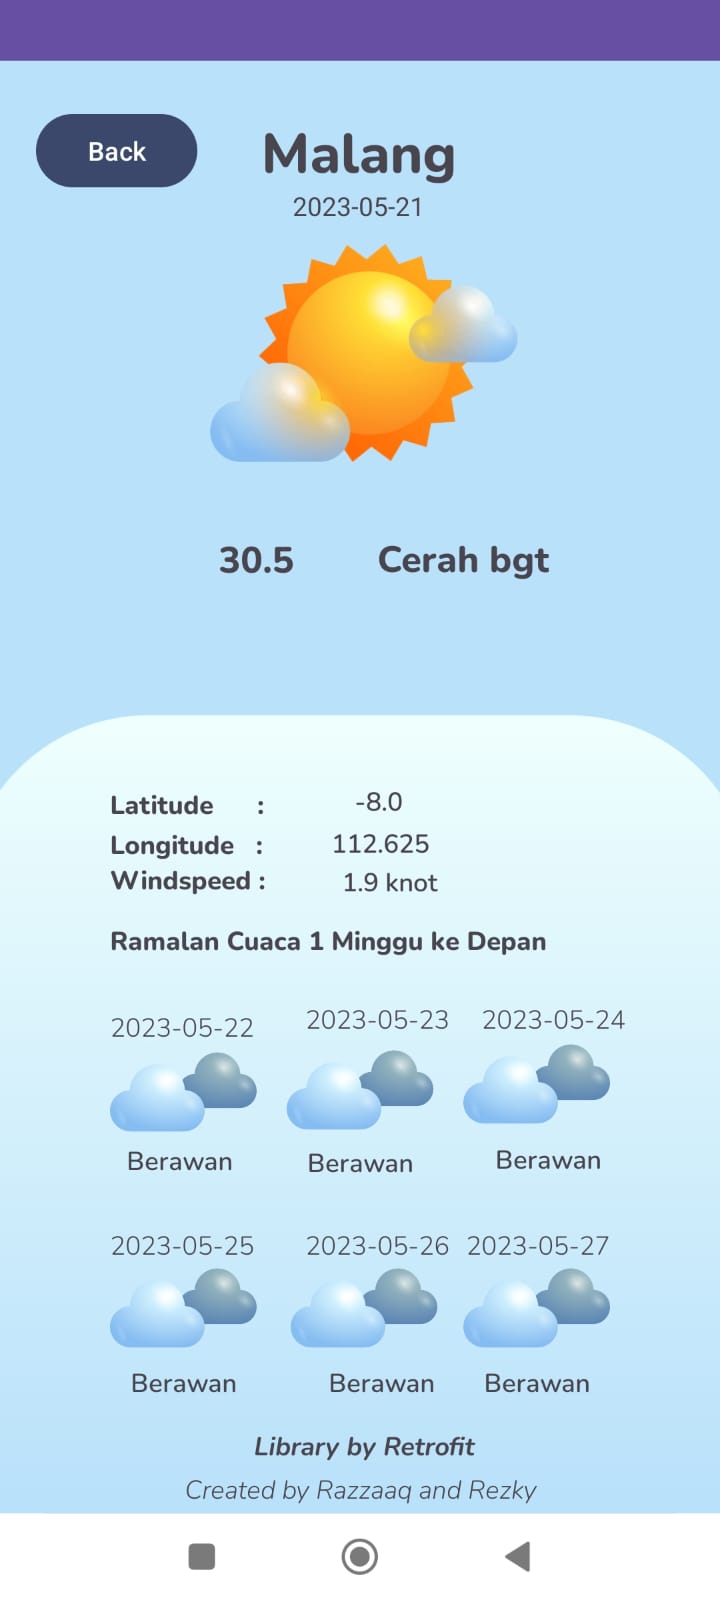 Back
Malang
2023-05-21
30.5 Cerah bgt
Latitude : -8.0
Longitude : 112.625
Windspeed : 1.9 knot
Ramalan Cuaca 1 Minggu ke Depan
2023-05-22 2023-05-23 2023-05-24
Berawan Berawan Berawan
2023-05-25 2023-05-26 2023-05-27
Berawan Berawan Berawan
Library by Retrofit
Created by Razzaaq and Rezky